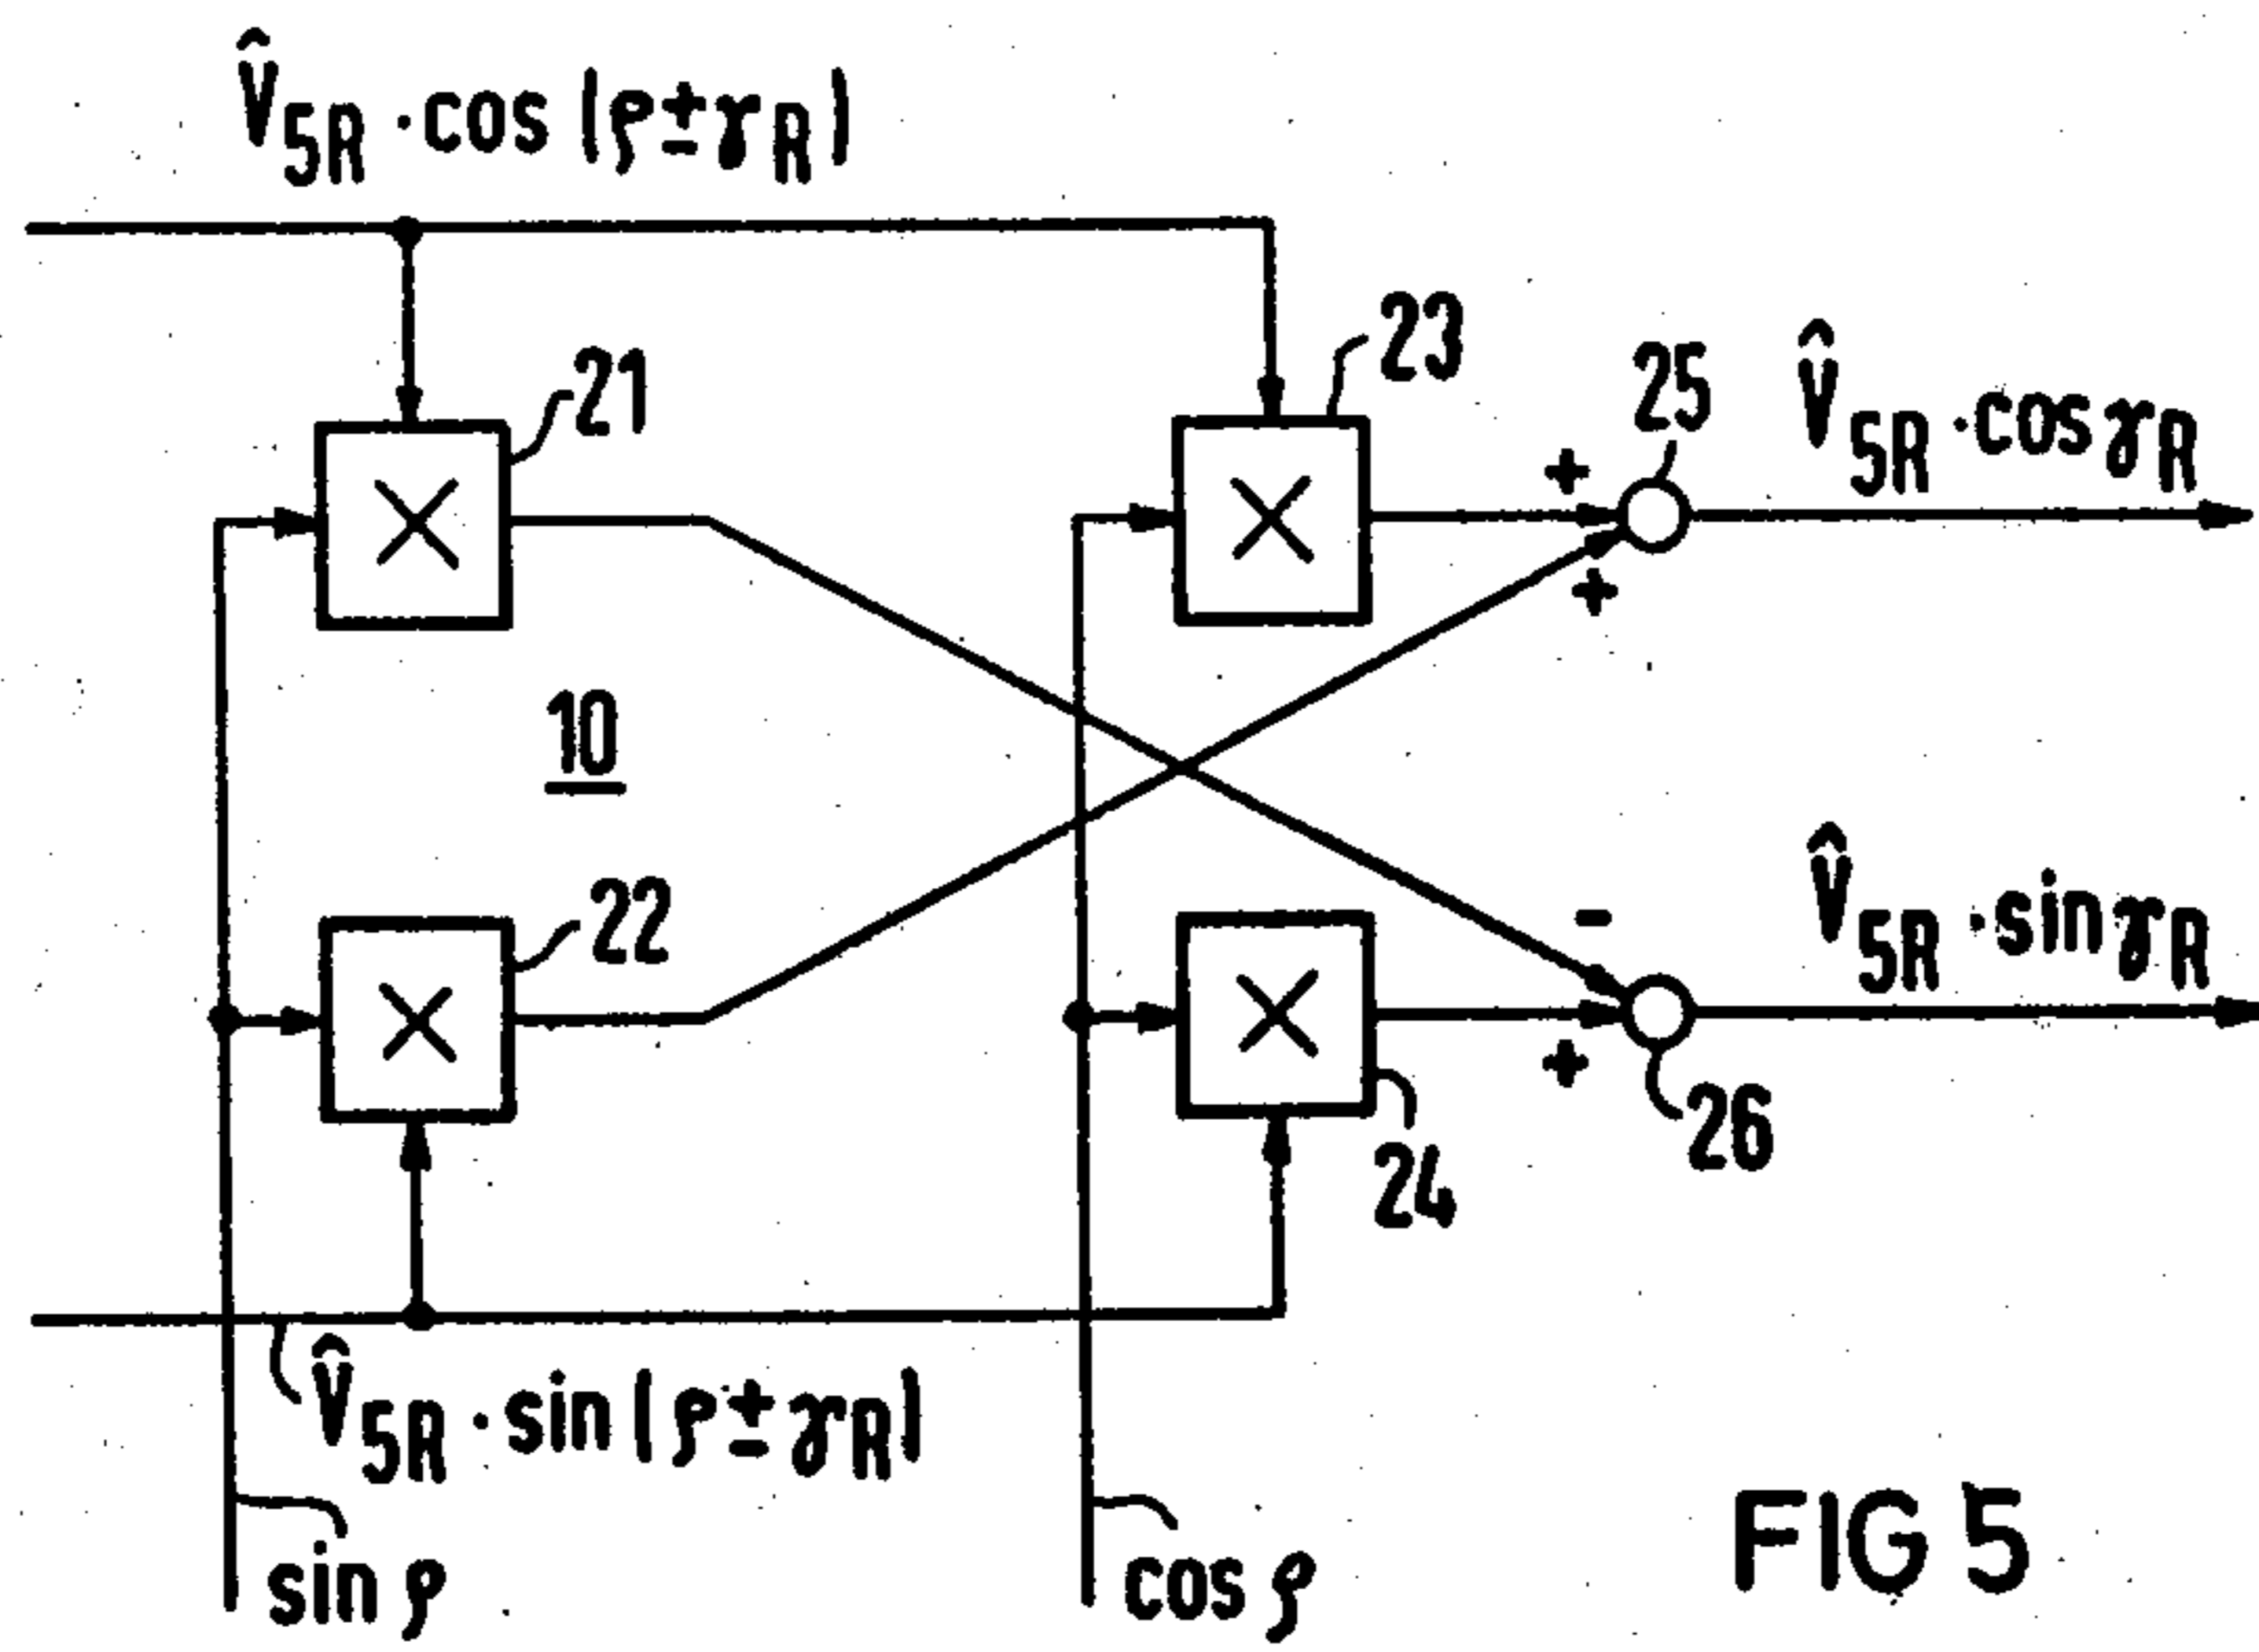 V̂5R · cos (ρ ± γR)
21
23
25
V̂5R · cos γR
+
+
10
22
V̂5R · sin γR
-
+
26
24
V̂5R · sin (ρ ± γR)
sin ρ
cos ρ
FIG 5